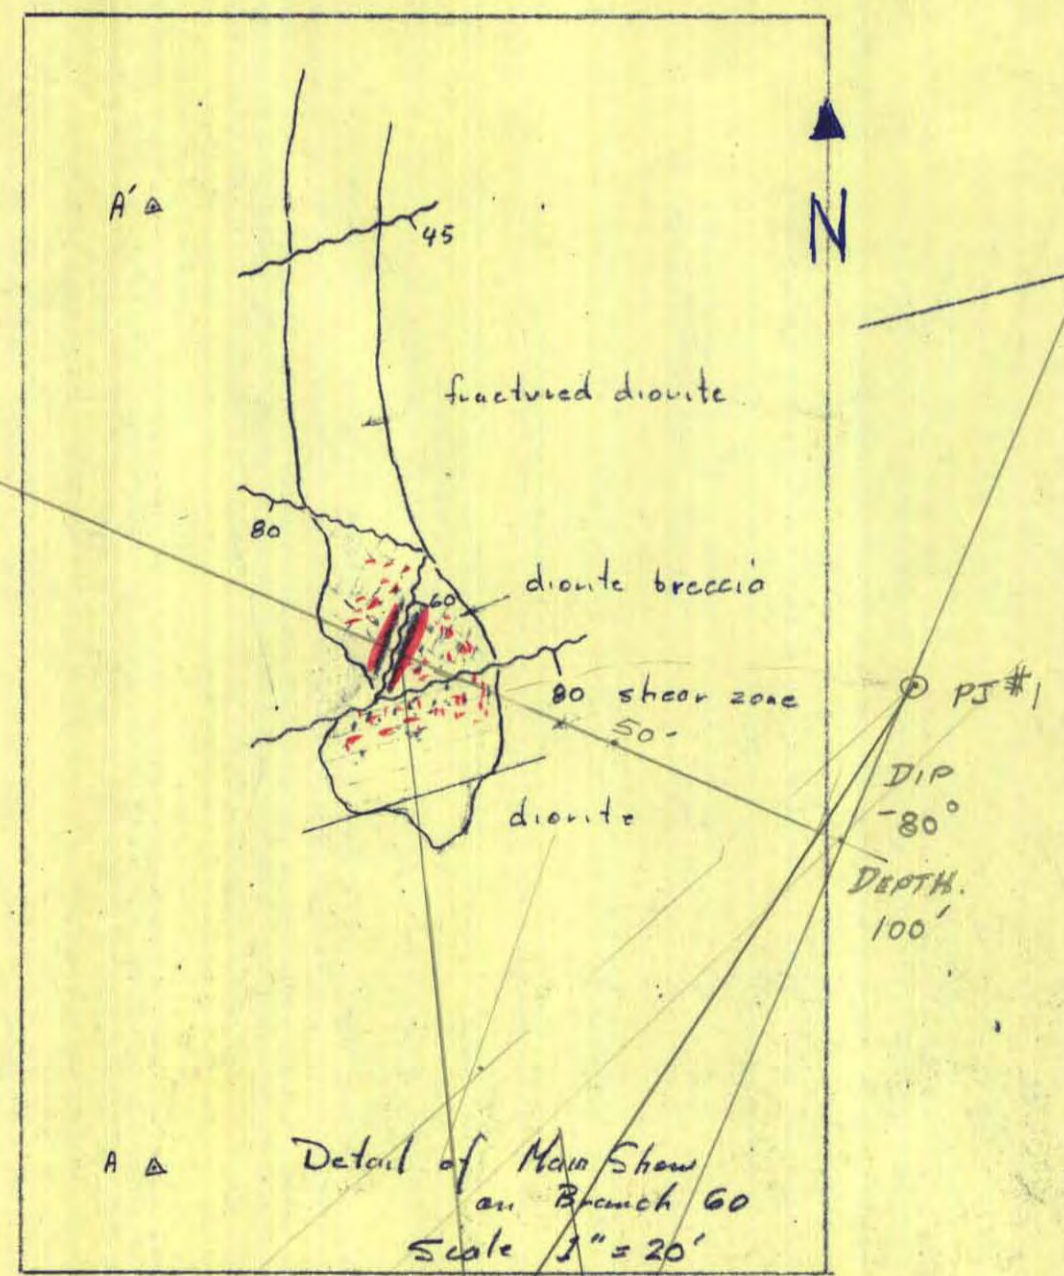 A'
45
N
fractured diorite
80
diorite breccia
60
80 shear zone
50-
PJ #1
DIP
-80°
diorite
DEPTH.
100'
A
Detail of Main Show
on Branch 60
Scale 1" = 20'